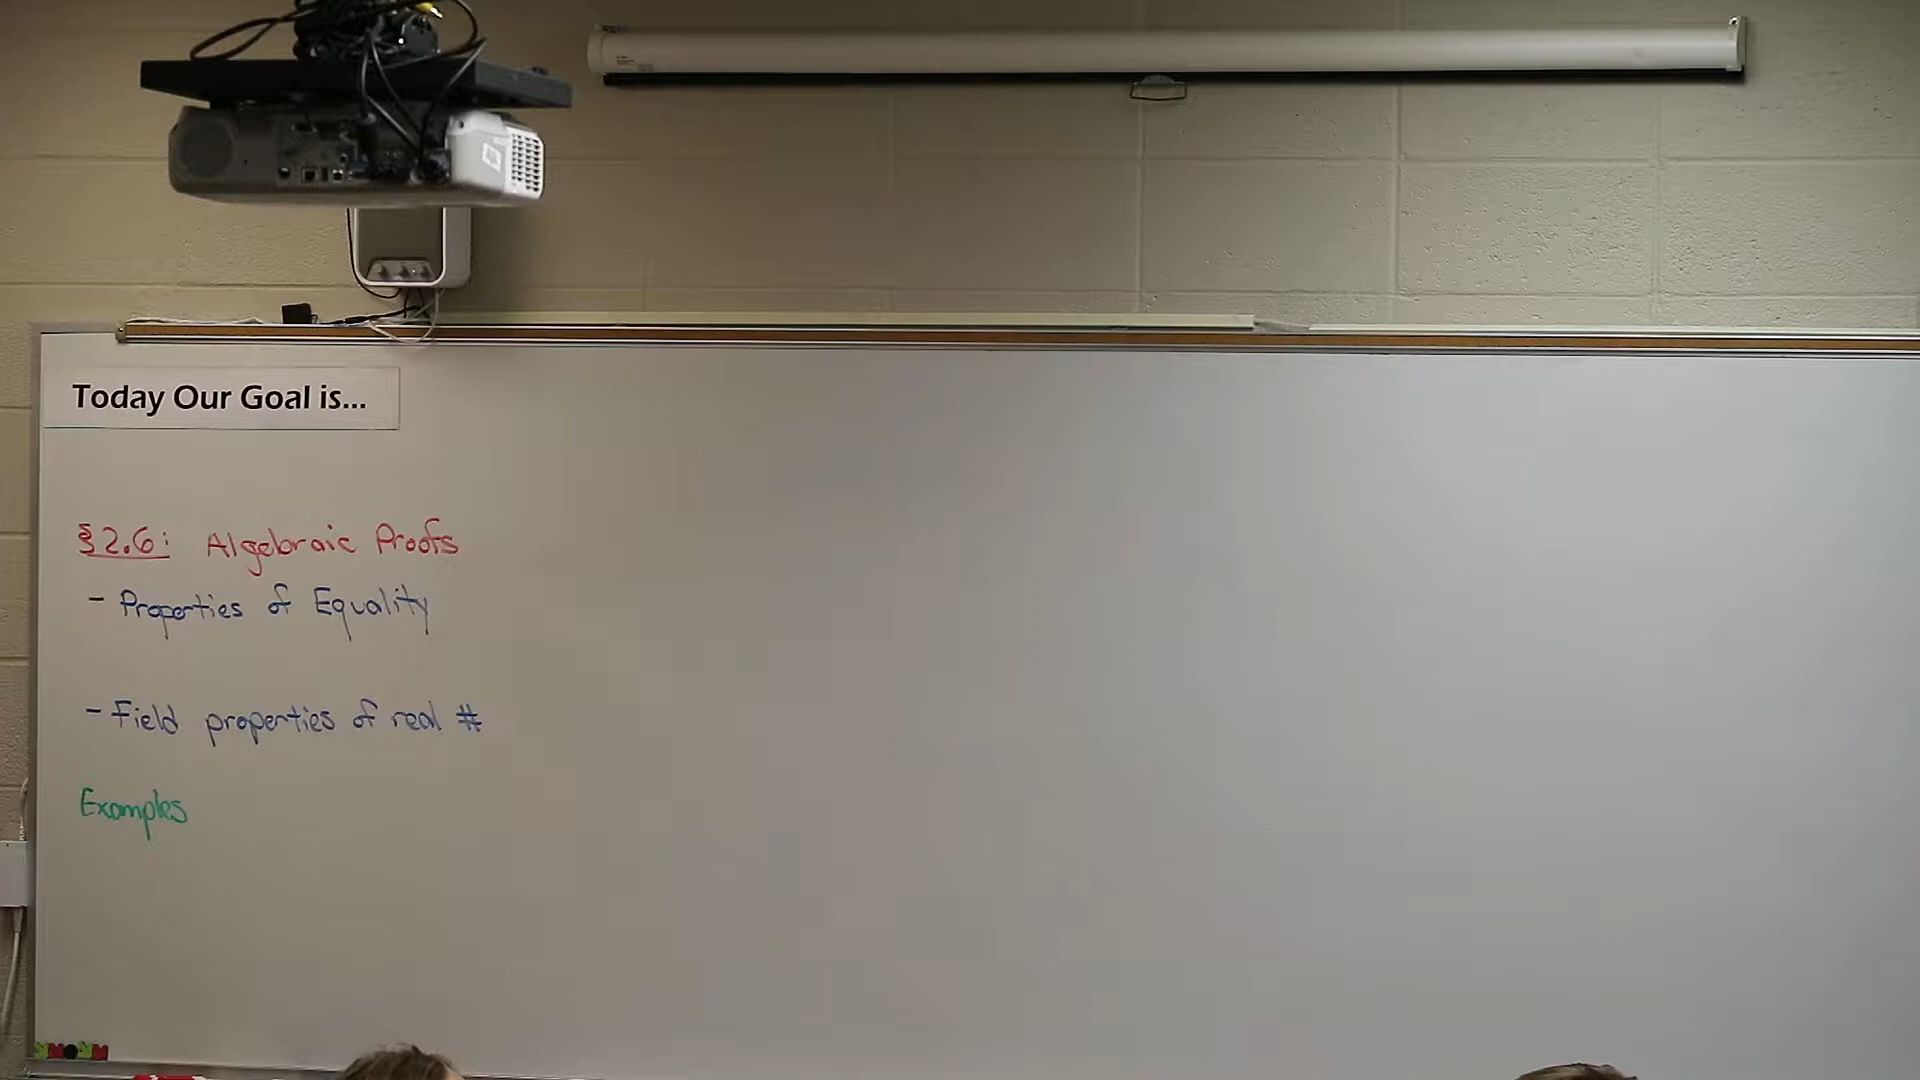 Today Our Goal is...
§2.6: Algebraic Proofs
- Properties of Equality
- Field properties of real #
Examples